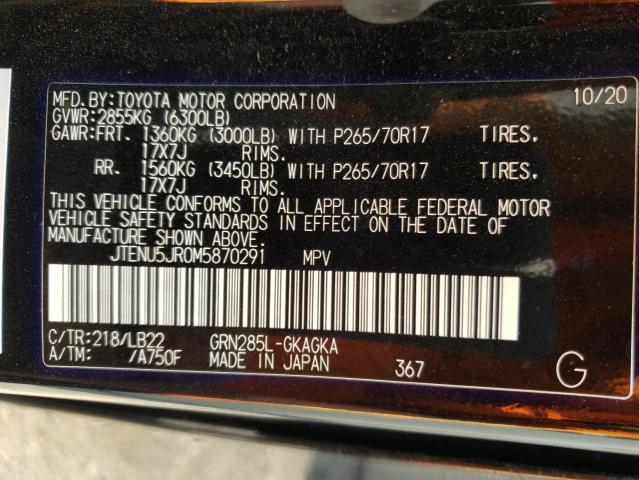 MFD.BY:TOYOTA MOTOR CORPORATION 10/20
GVWR:2855KG (6300LB)
GAWR:FRT. 1360KG (3000LB) WITH P265/70R17 TIRES,
17X7J RIMS.
RR. 1560KG (3450LB) WITH P265/70R17 TIRES,
17X7J RIMS.
THIS VEHICLE CONFORMS TO ALL APPLICABLE FEDERAL MOTOR
VEHICLE SAFETY STANDARDS IN EFFECT ON THE DATE OF
MANUFACTURE SHOWN ABOVE.
JTENU5JR0M5870291 MPV
C/TR:218/LB22 GRN285L-GKAGKA
A/TM: /A750F MADE IN JAPAN 367 G